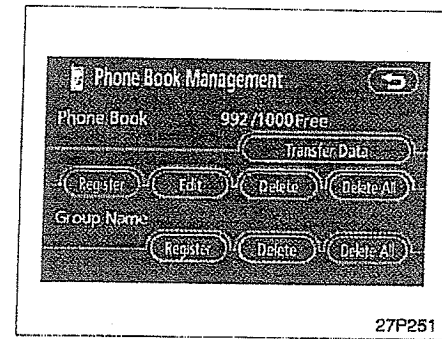 Phone Book Management
Phone Book 992/1000Free
Transfer Data
Register Edit Delete Delete All
Group Name
Register Delete Delete All
27P251